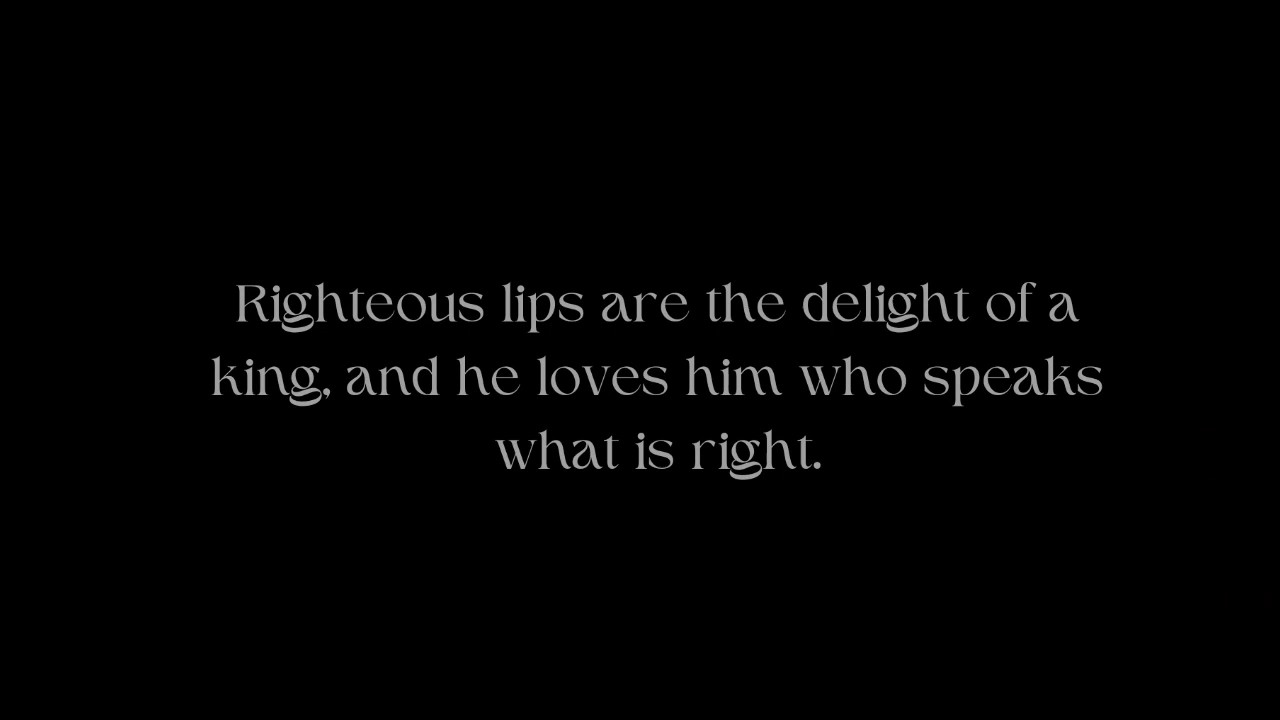 Righteous lips are the delight of a
king, and he loves him who speaks
what is right.